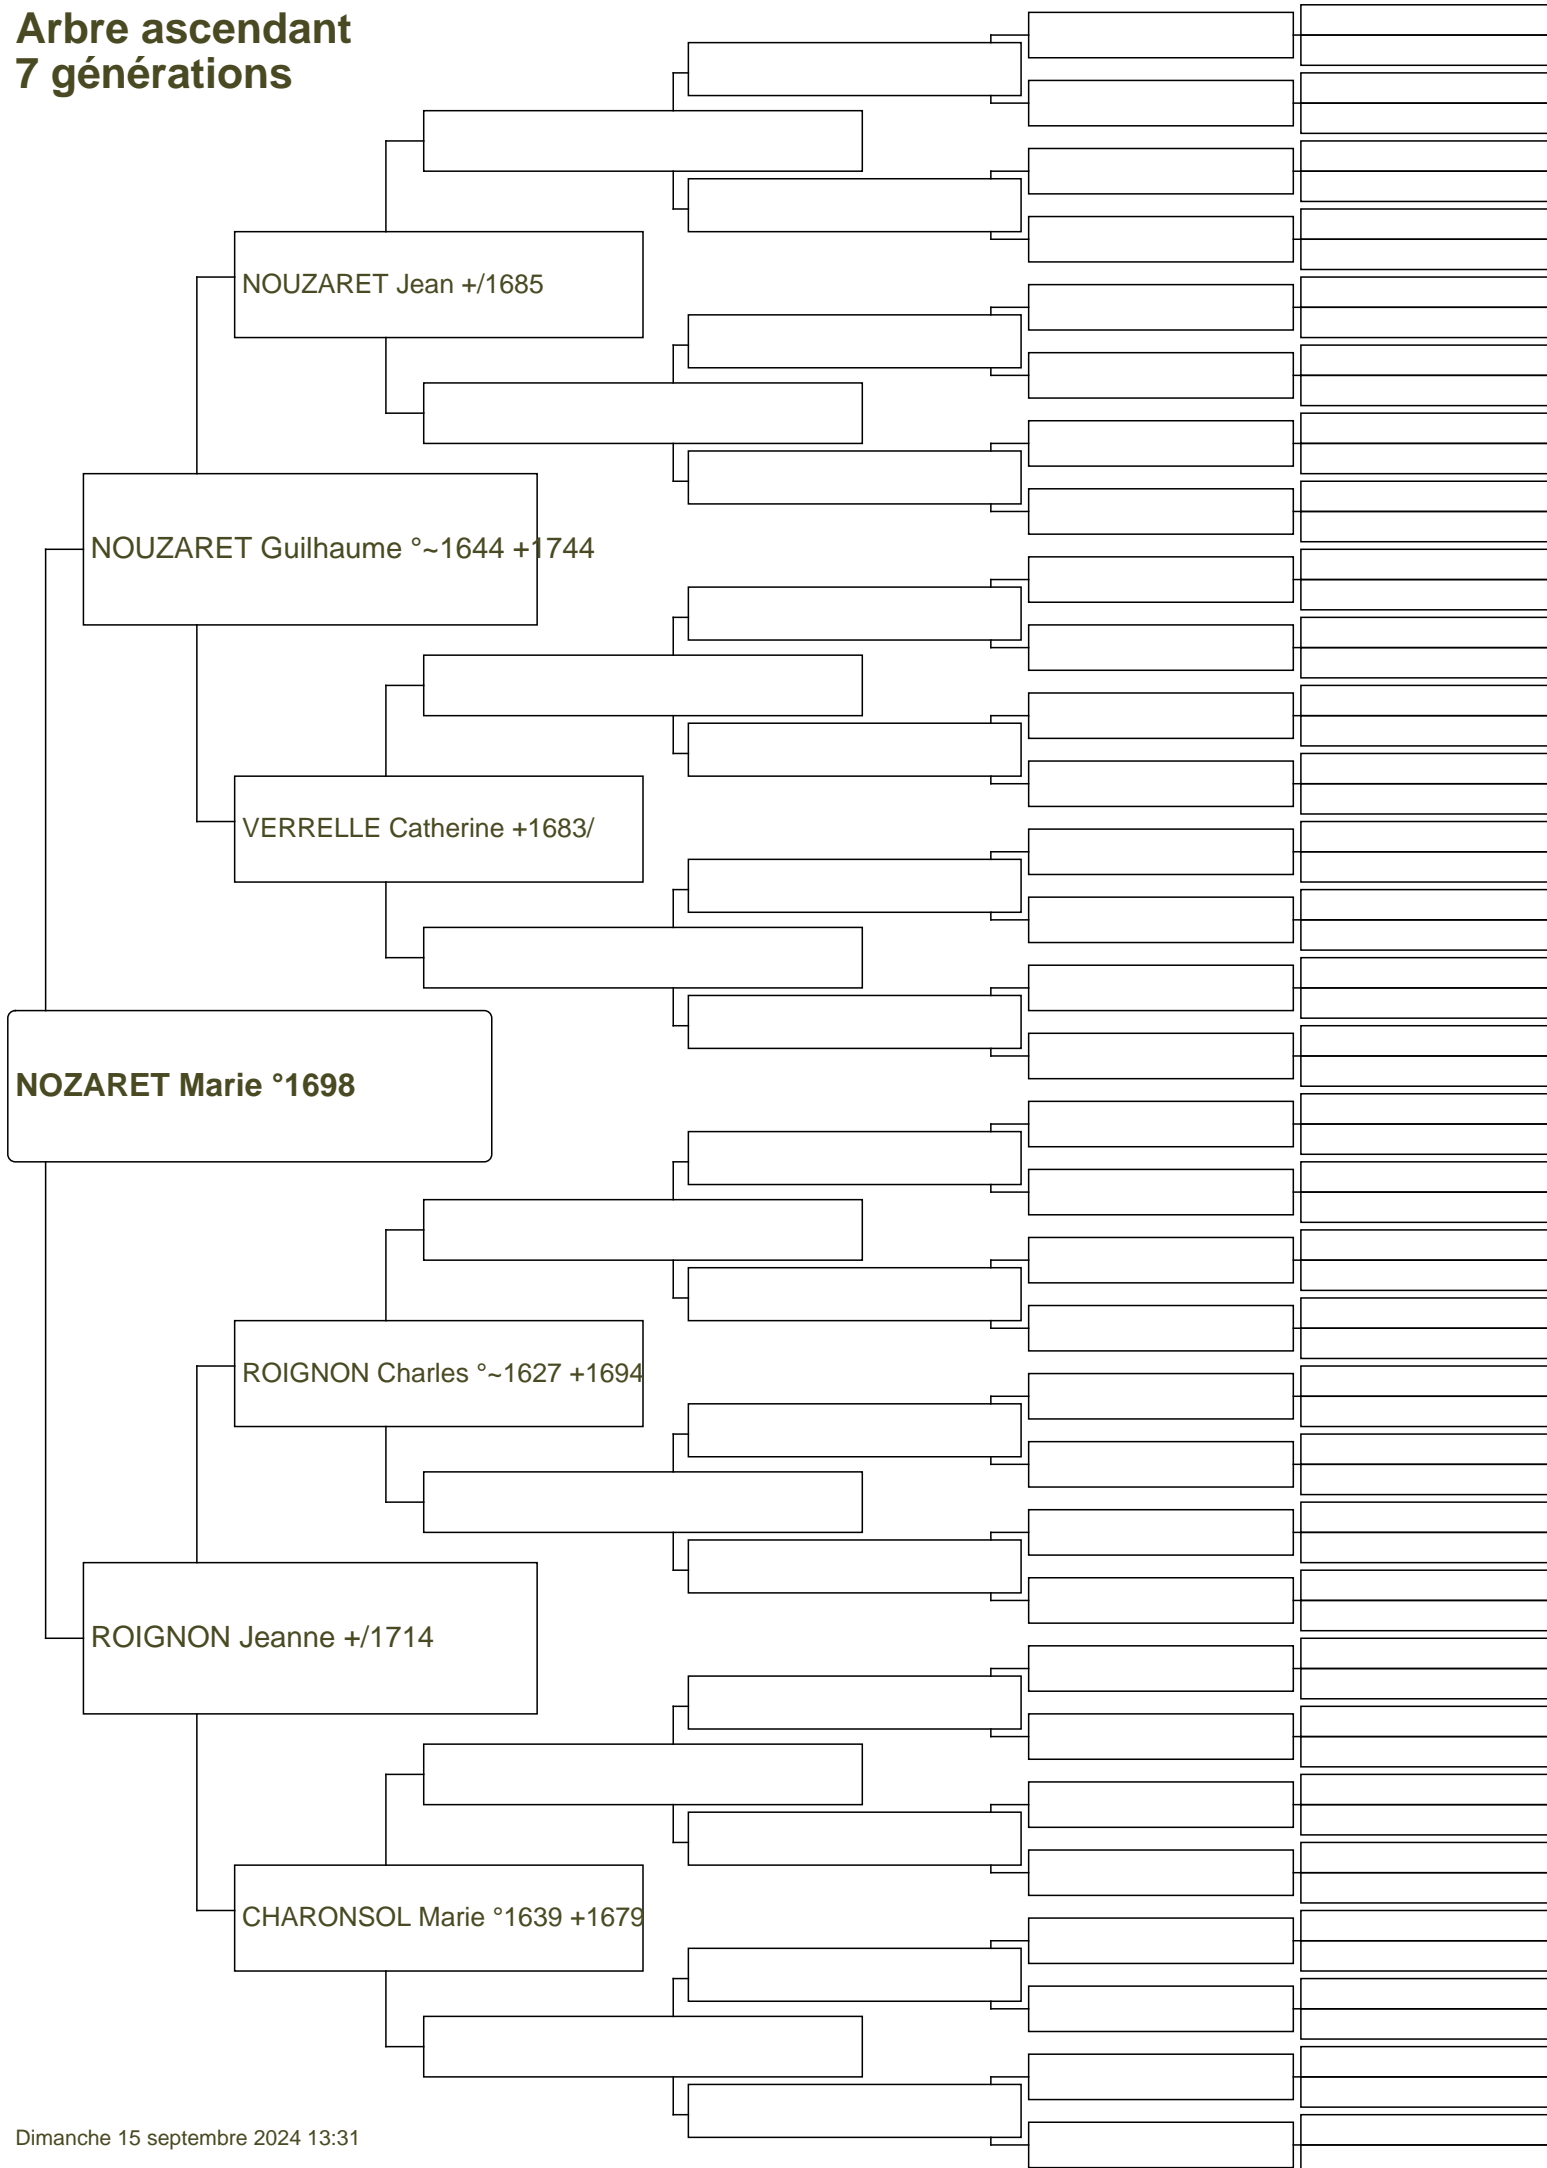 Arbre ascendant
7 générations
NOUZARET Jean +/1685
NOUZARET Guilhaume °~1644 +1744
VERRELLE Catherine +1683/
NOZARET Marie °1698
ROIGNON Charles °~1627 +1694
ROIGNON Jeanne +/1714
CHARONSOL Marie °1639 +1679
Dimanche 15 septembre 2024 13:31